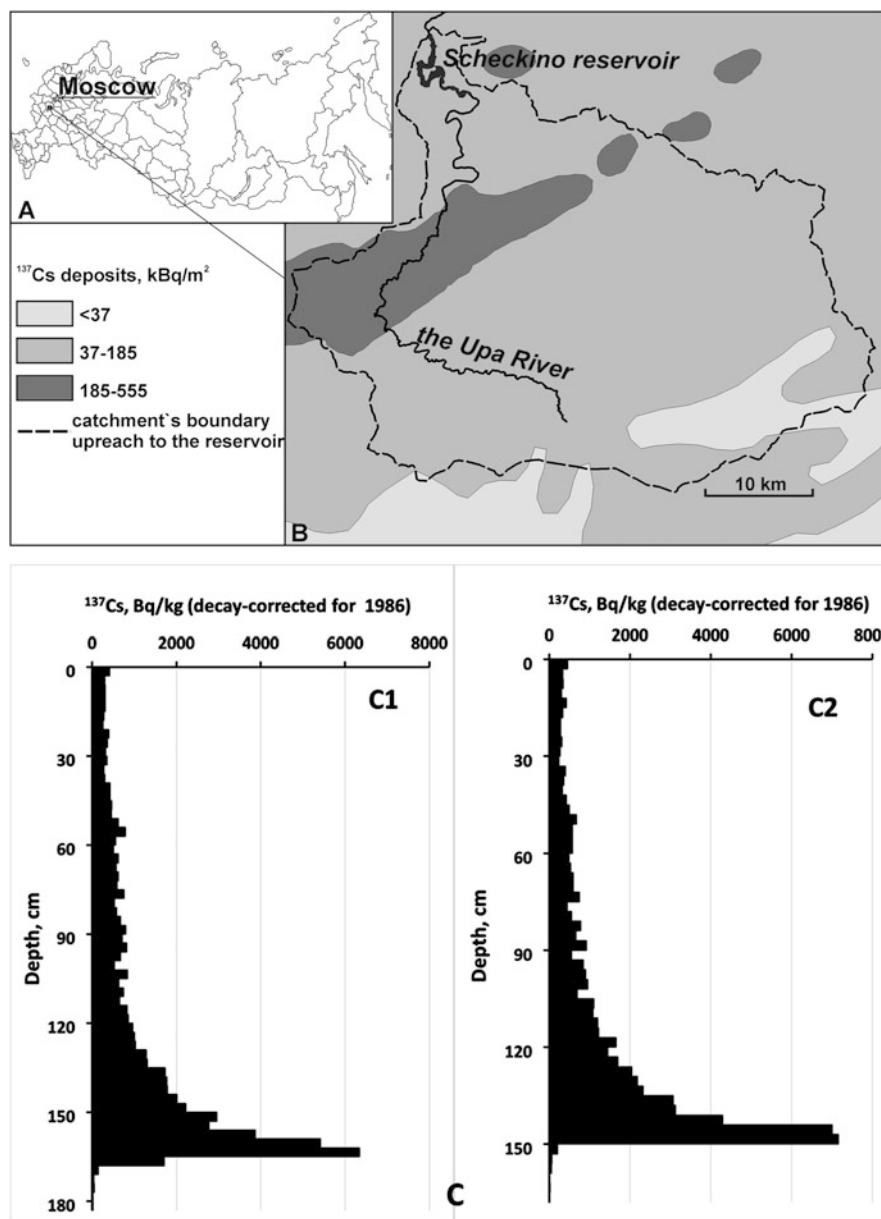 Moscow
A
Scheckino reservoir
¹³⁷Cs deposits, kBq/m²
<37
37-185
185-555
catchment`s boundary
upreach to the reservoir
the Upa River
10 km
B
¹³⁷Cs, Bq/kg (decay-corrected for 1986)
0 2000 4000 6000 8000
C1
Depth, cm
0
30
60
90
120
150
180
¹³⁷Cs, Bq/kg (decay-corrected for 1986)
0 2000 4000 6000 800
C2
Depth, cm
0
30
60
90
120
150
C